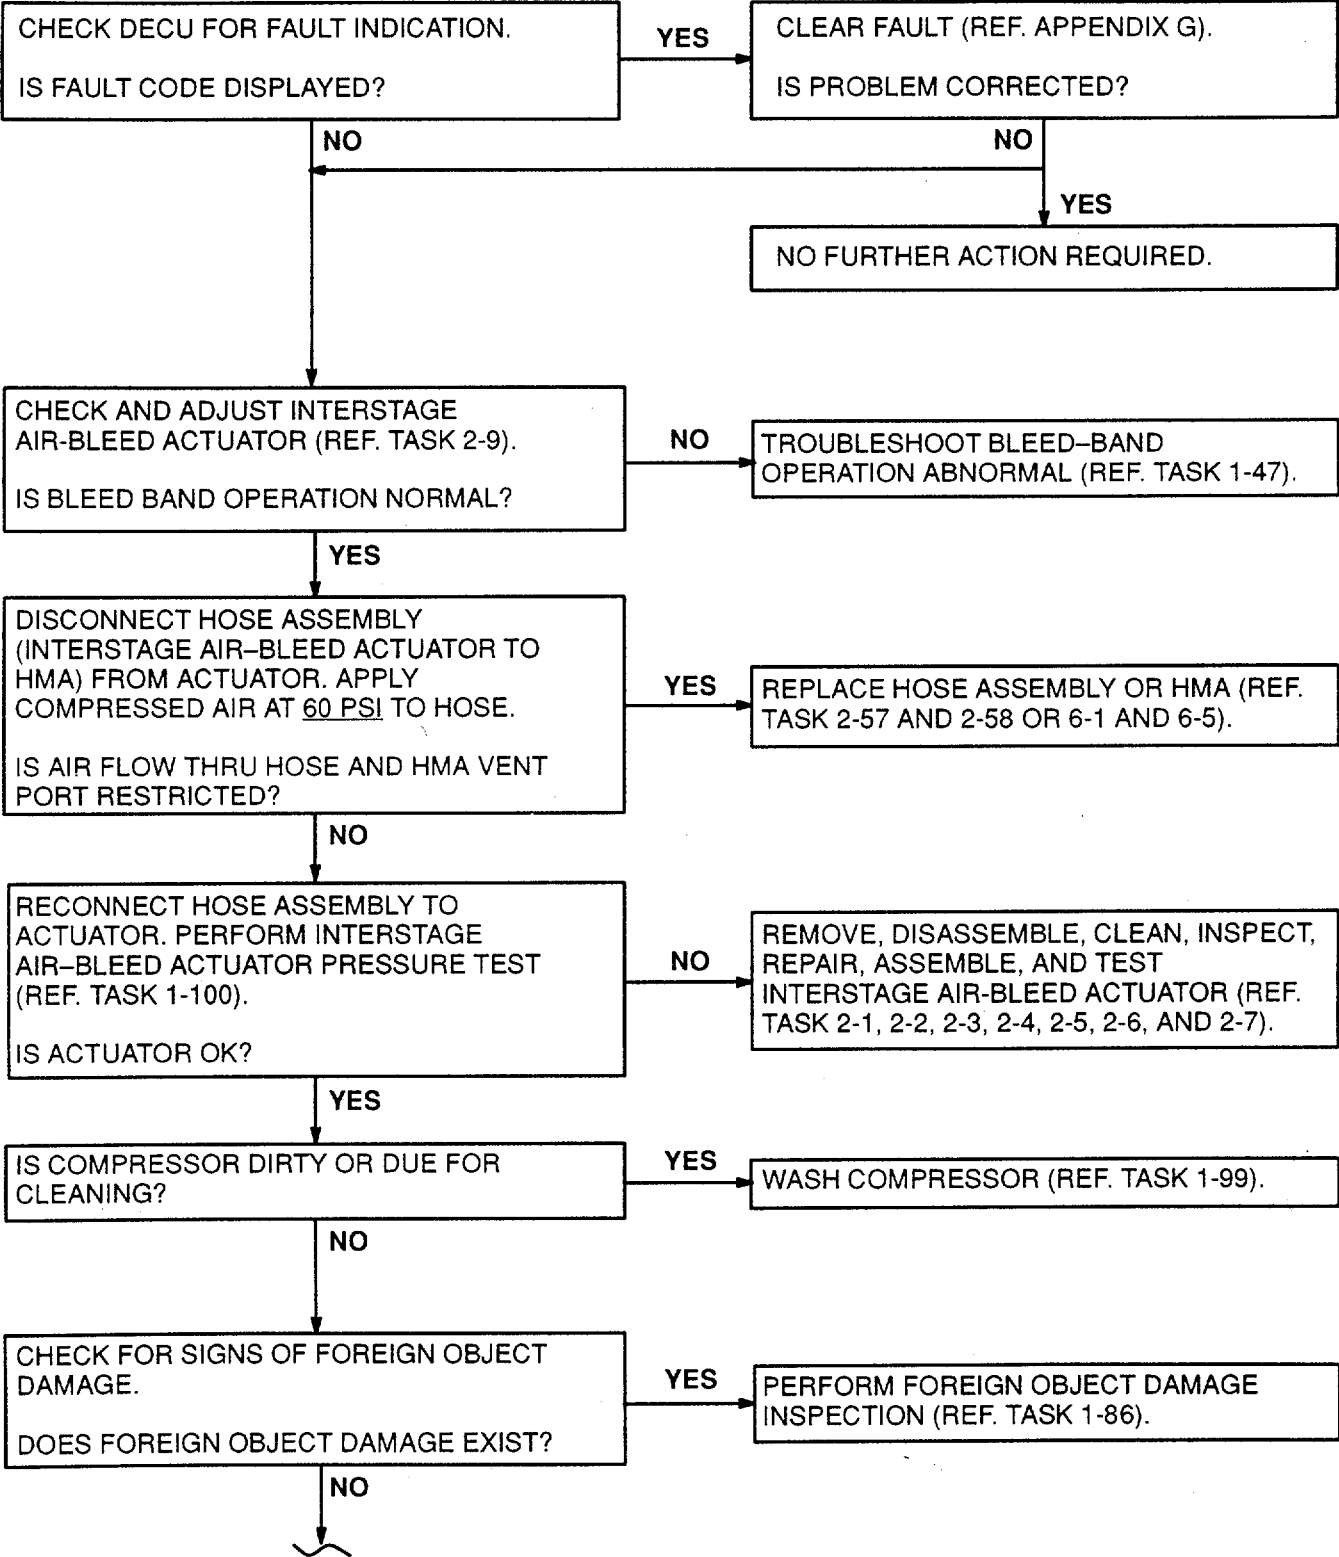 CHECK DECU FOR FAULT INDICATION.
IS FAULT CODE DISPLAYED?
YES
CLEAR FAULT (REF. APPENDIX G).
IS PROBLEM CORRECTED?
NO
NO
YES
NO FURTHER ACTION REQUIRED.
CHECK AND ADJUST INTERSTAGE
AIR-BLEED ACTUATOR (REF. TASK 2-9).
IS BLEED BAND OPERATION NORMAL?
NO
TROUBLESHOOT BLEED–BAND
OPERATION ABNORMAL (REF. TASK 1-47).
YES
DISCONNECT HOSE ASSEMBLY
(INTERSTAGE AIR–BLEED ACTUATOR TO
HMA) FROM ACTUATOR. APPLY
COMPRESSED AIR AT 60 PSI TO HOSE.
IS AIR FLOW THRU HOSE AND HMA VENT
PORT RESTRICTED?
YES
REPLACE HOSE ASSEMBLY OR HMA (REF.
TASK 2-57 AND 2-58 OR 6-1 AND 6-5).
NO
RECONNECT HOSE ASSEMBLY TO
ACTUATOR. PERFORM INTERSTAGE
AIR–BLEED ACTUATOR PRESSURE TEST
(REF. TASK 1-100).
IS ACTUATOR OK?
NO
REMOVE, DISASSEMBLE, CLEAN, INSPECT,
REPAIR, ASSEMBLE, AND TEST
INTERSTAGE AIR-BLEED ACTUATOR (REF.
TASK 2-1, 2-2, 2-3, 2-4, 2-5, 2-6, AND 2-7).
YES
IS COMPRESSOR DIRTY OR DUE FOR
CLEANING?
YES
WASH COMPRESSOR (REF. TASK 1-99).
NO
CHECK FOR SIGNS OF FOREIGN OBJECT
DAMAGE.
DOES FOREIGN OBJECT DAMAGE EXIST?
YES
PERFORM FOREIGN OBJECT DAMAGE
INSPECTION (REF. TASK 1-86).
NO